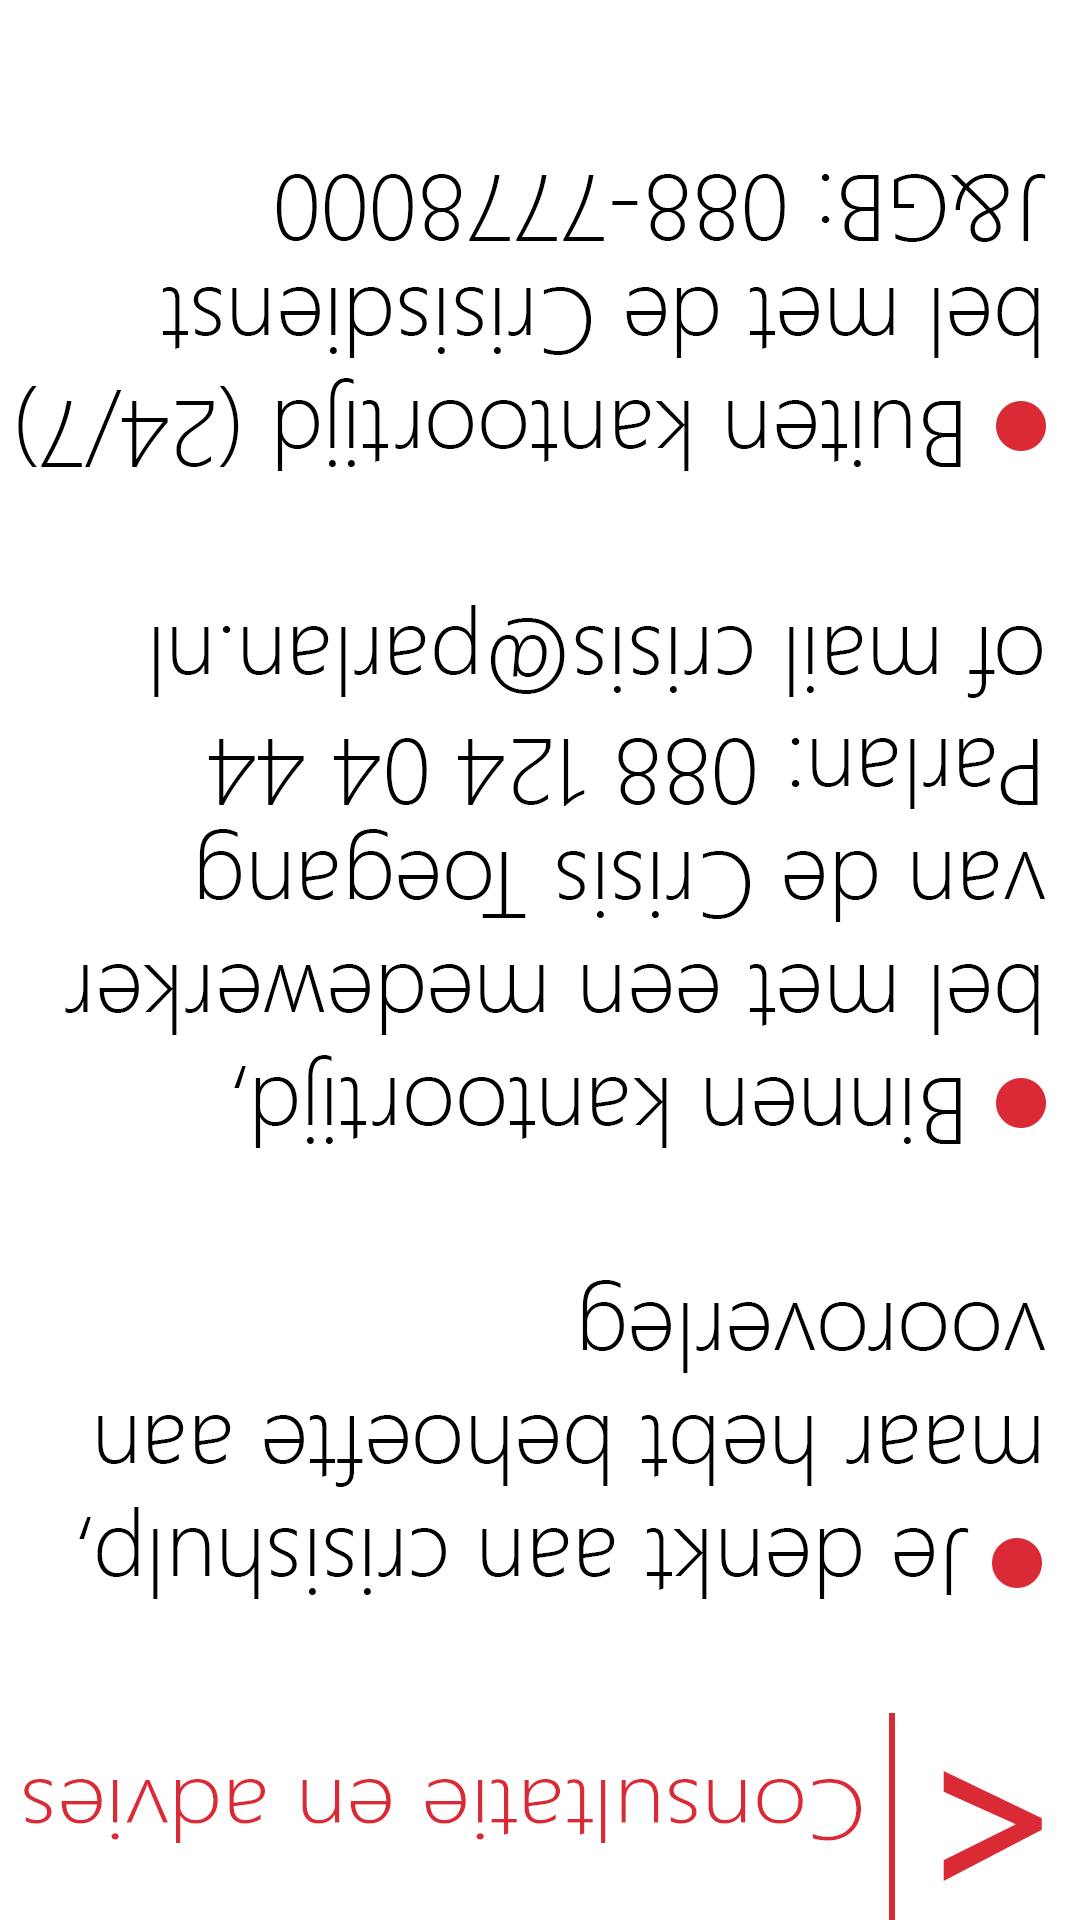 < Consultatie en advies
● Je denkt aan crisishulp,
maar hebt behoefte aan
vooroverleg
● Binnen kantoortijd,
bel met een medewerker
van de Crisis Toegang
Parlan: 088 124 04 44
of mail crisis@parlan.nl
● Buiten kantoortijd (24/7)
bel met de Crisisdienst
J&GB: 088-7778000